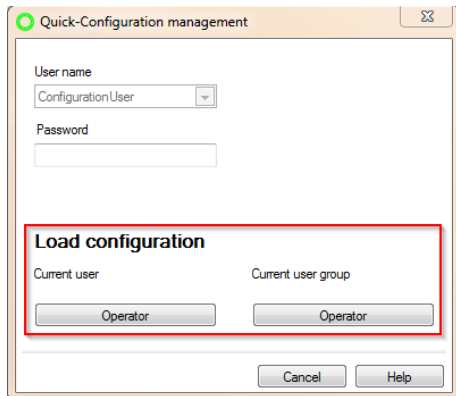 Quick-Configuration management
User name
ConfigurationUser
Password
Load configuration
Current user Current user group
Operator Operator
Cancel Help